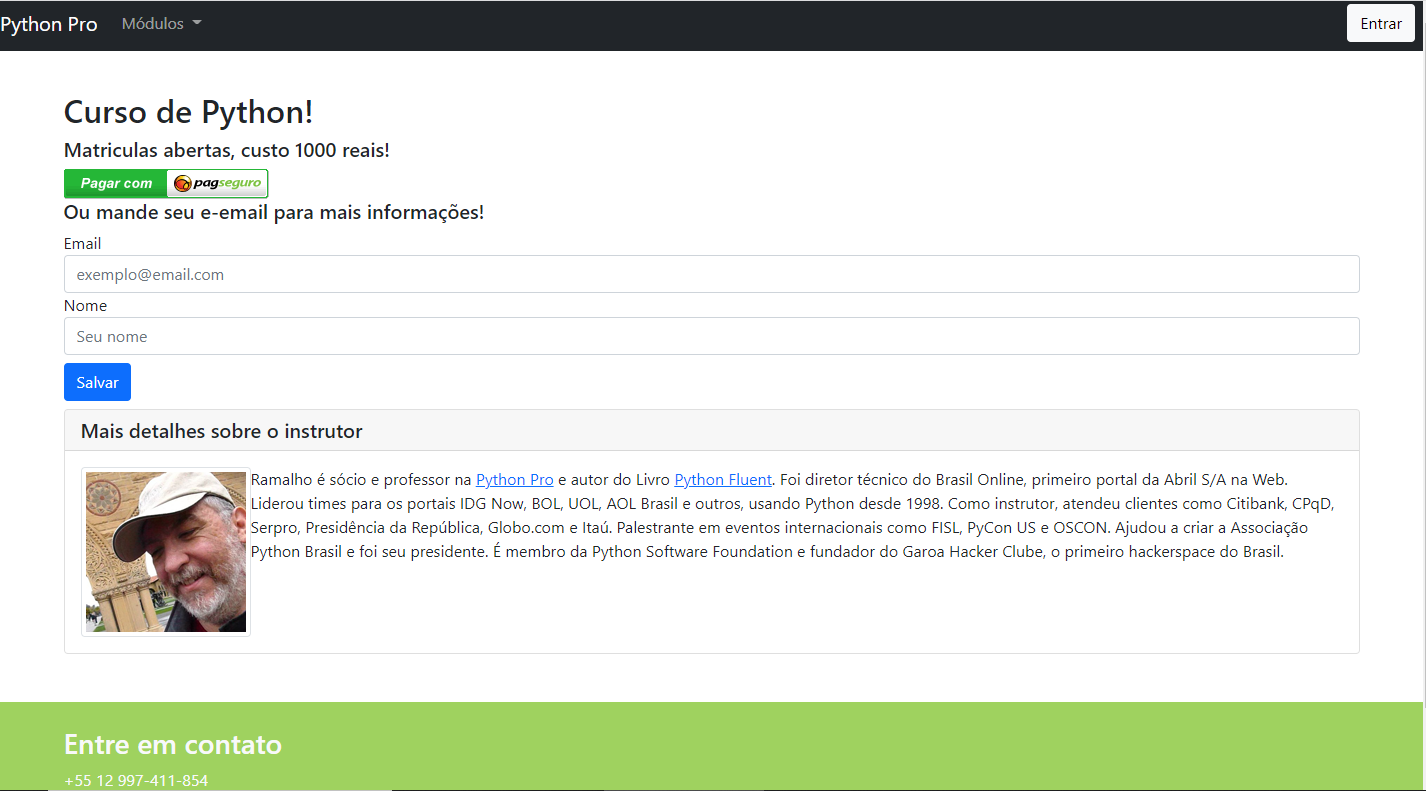 Python Pro Módulos Entrar
Curso de Python!
Matriculas abertas, custo 1000 reais!
Pagar com pagseguro
Ou mande seu e-email para mais informações!
Email
exemplo@email.com
Nome
Seu nome
Salvar
Mais detalhes sobre o instrutor
Ramalho é sócio e professor na Python Pro e autor do Livro Python Fluent. Foi diretor técnico do Brasil Online, primeiro portal da Abril S/A na Web.
Liderou times para os portais IDG Now, BOL, UOL, AOL Brasil e outros, usando Python desde 1998. Como instrutor, atendeu clientes como Citibank, CPqD,
Serpro, Presidência da República, Globo.com e Itaú. Palestrante em eventos internacionais como FISL, PyCon US e OSCON. Ajudou a criar a Associação
Python Brasil e foi seu presidente. É membro da Python Software Foundation e fundador do Garoa Hacker Clube, o primeiro hackerspace do Brasil.
Entre em contato
+55 12 997-411-854